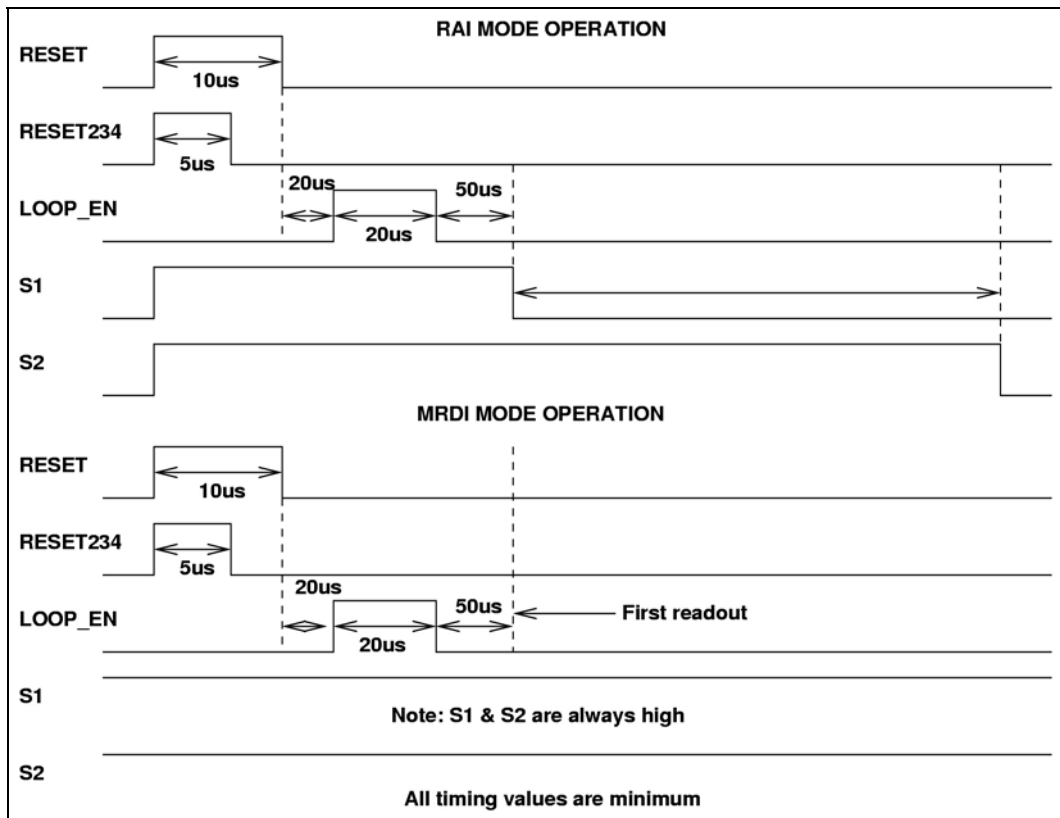 RAI MODE OPERATION
RESET
10us
RESET234
5us
20us
50us
LOOP_EN
20us
S1
S2
MRDI MODE OPERATION
RESET
10us
RESET234
5us
20us
50us
LOOP_EN
First readout
20us
S1
Note: S1 & S2 are always high
S2
All timing values are minimum